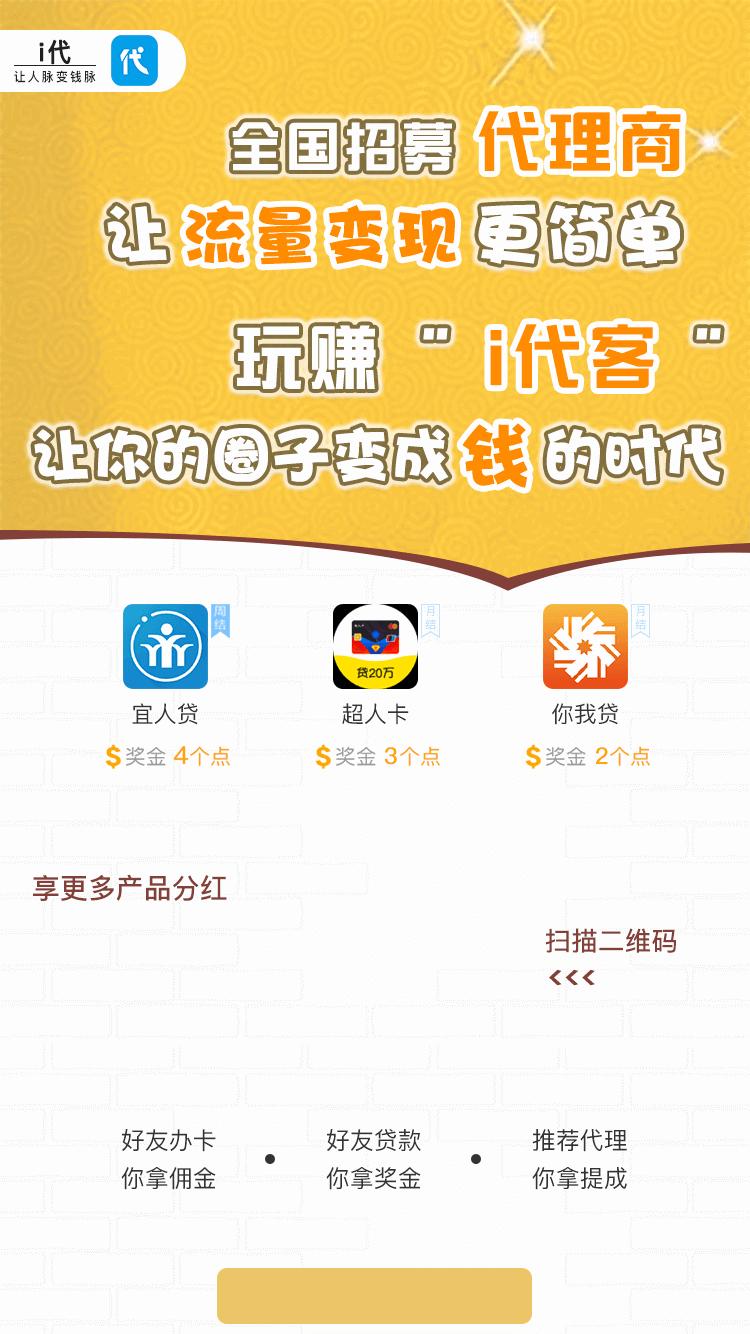 i代
让人脉变钱脉
代
全国招募 代理商
让 流量变现 更简单
玩赚 " i代客 "
让你的圈子变成 钱 的时代
周结
月结
月结
贷20万
宜人贷
超人卡
你我贷
$奖金 4个点
$奖金 3个点
$奖金 2个点
享更多产品分红
扫描二维码
<<<
好友办卡
你拿佣金
好友贷款
你拿奖金
推荐代理
你拿提成